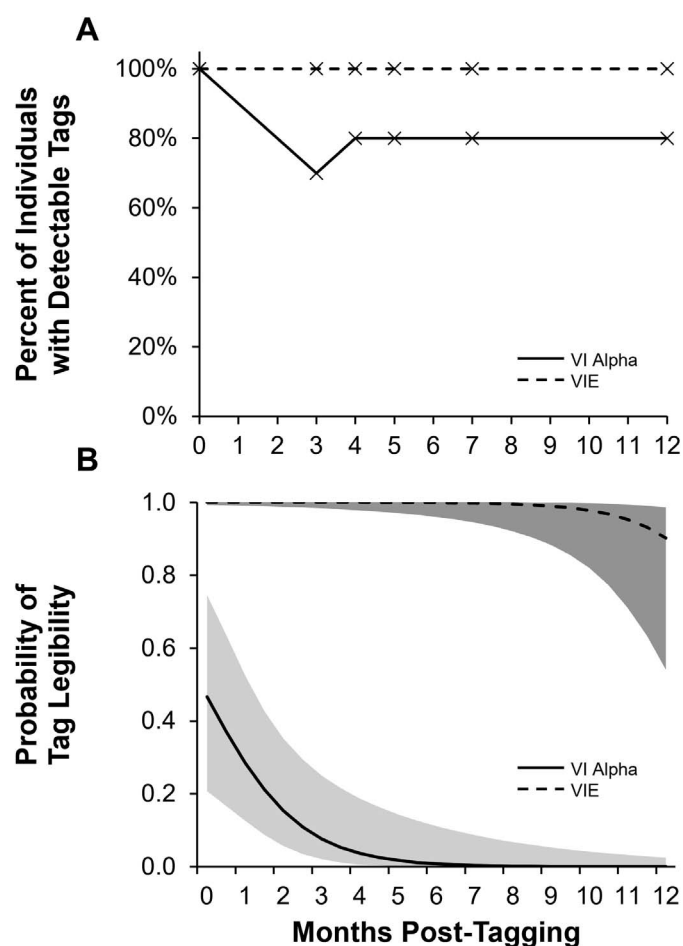 A
Percent of Individuals
with Detectable Tags
100%
80%
60%
40%
20%
0%
VI Alpha
VIE
0 1 2 3 4 5 6 7 8 9 10 11 12
B
Probability of
Tag Legibility
1.0
0.8
0.6
0.4
0.2
0.0
VI Alpha
VIE
0 1 2 3 4 5 6 7 8 9 10 11 12
Months Post-Tagging